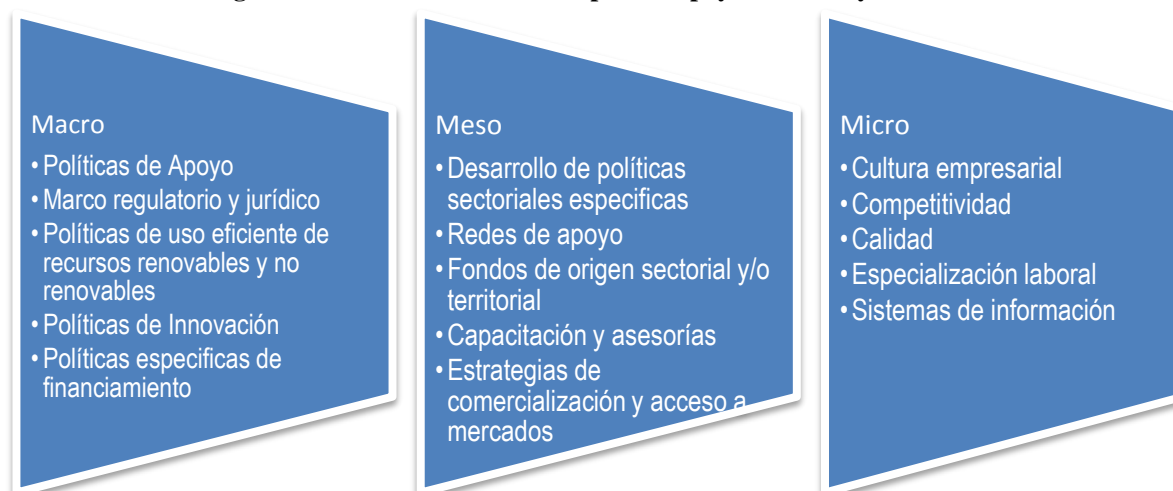 Macro
• Políticas de Apoyo
• Marco regulatorio y jurídico
• Políticas de uso eficiente de
recursos renovables y no
renovables
• Políticas de Innovación
• Políticas especificas de
financiamiento
Meso
• Desarrollo de políticas
sectoriales especificas
• Redes de apoyo
• Fondos de origen sectorial y/o
territorial
• Capacitación y asesorías
• Estrategias de
comercialización y acceso a
mercados
Micro
• Cultura empresarial
• Competitividad
• Calidad
• Especialización laboral
• Sistemas de información